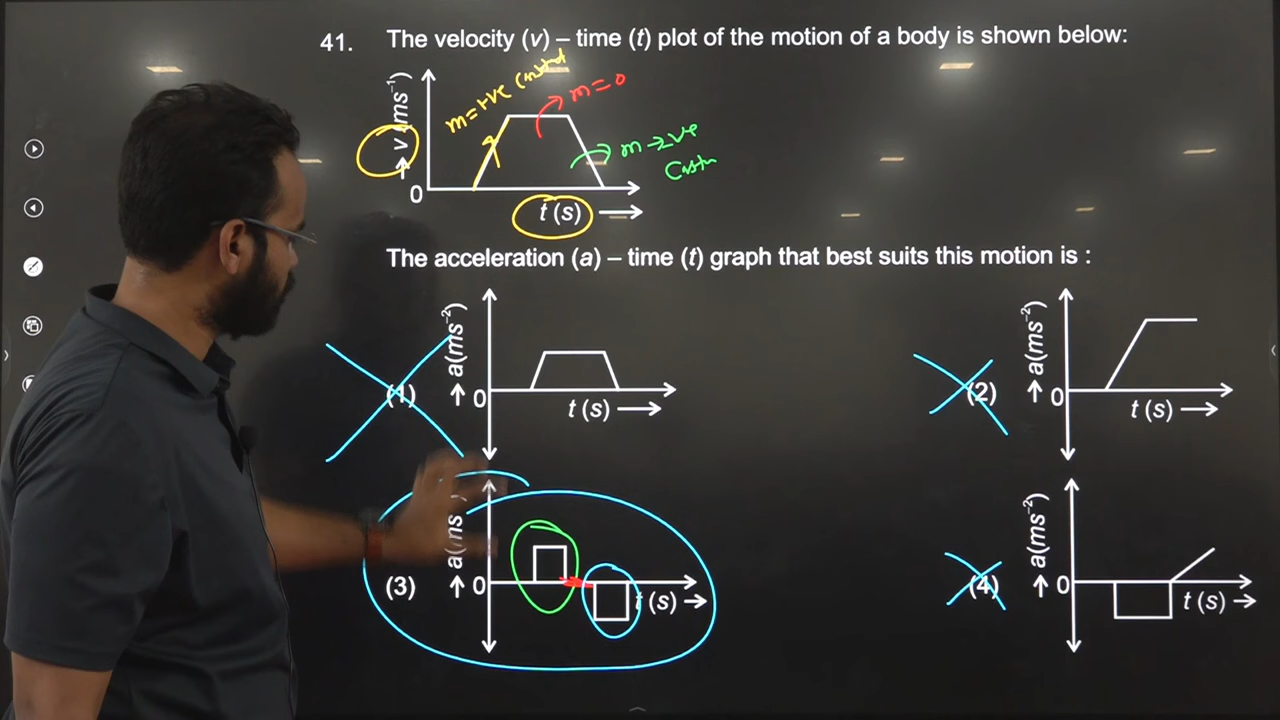 41. The velocity (v) – time (t) plot of the motion of a body is shown below:
m=+ve
m=0
v (ms⁻¹)
0
t (s)
The acceleration (a) – time (t) graph that best suits this motion is :
a(ms⁻²)
(1)
0
t (s)
a(ms⁻²)
(2)
0
t (s)
(3)
0
t (s)
a(ms⁻²)
(4)
0
t (s)